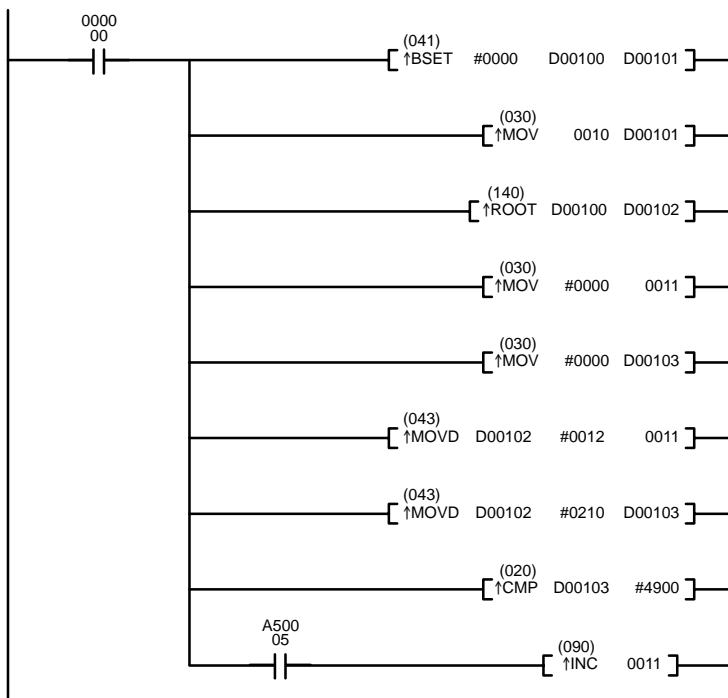 0000
00
(041)
↑BSET #0000 D00100 D00101
(030)
↑MOV 0010 D00101
(140)
↑ROOT D00100 D00102
(030)
↑MOV #0000 0011
(030)
↑MOV #0000 D00103
(043)
↑MOVD D00102 #0012 0011
(043)
↑MOVD D00102 #0210 D00103
(020)
↑CMP D00103 #4900
A500
05
(090)
↑INC 0011